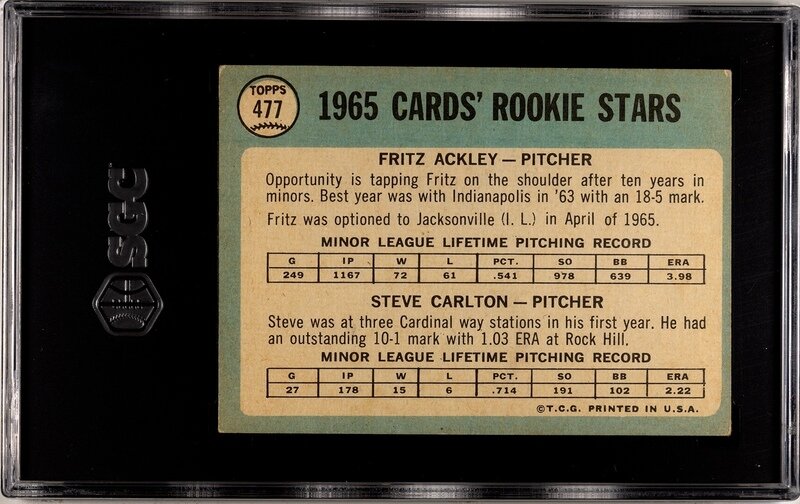 TOPPS
477
1965 CARDS' ROOKIE STARS
FRITZ ACKLEY — PITCHER
Opportunity is tapping Fritz on the shoulder after ten years in
minors. Best year was with Indianapolis in '63 with an 18-5 mark.
Fritz was optioned to Jacksonville (I. L.) in April of 1965.
MINOR LEAGUE LIFETIME PITCHING RECORD
G IP W L PCT. SO BB ERA
249 1167 72 61 .541 978 639 3.98
STEVE CARLTON — PITCHER
Steve was at three Cardinal way stations in his first year. He had
an outstanding 10-1 mark with 1.03 ERA at Rock Hill.
MINOR LEAGUE LIFETIME PITCHING RECORD
G IP W L PCT. SO BB ERA
27 178 15 6 .714 191 102 2.22
©T.C.G. PRINTED IN U.S.A.
SGC